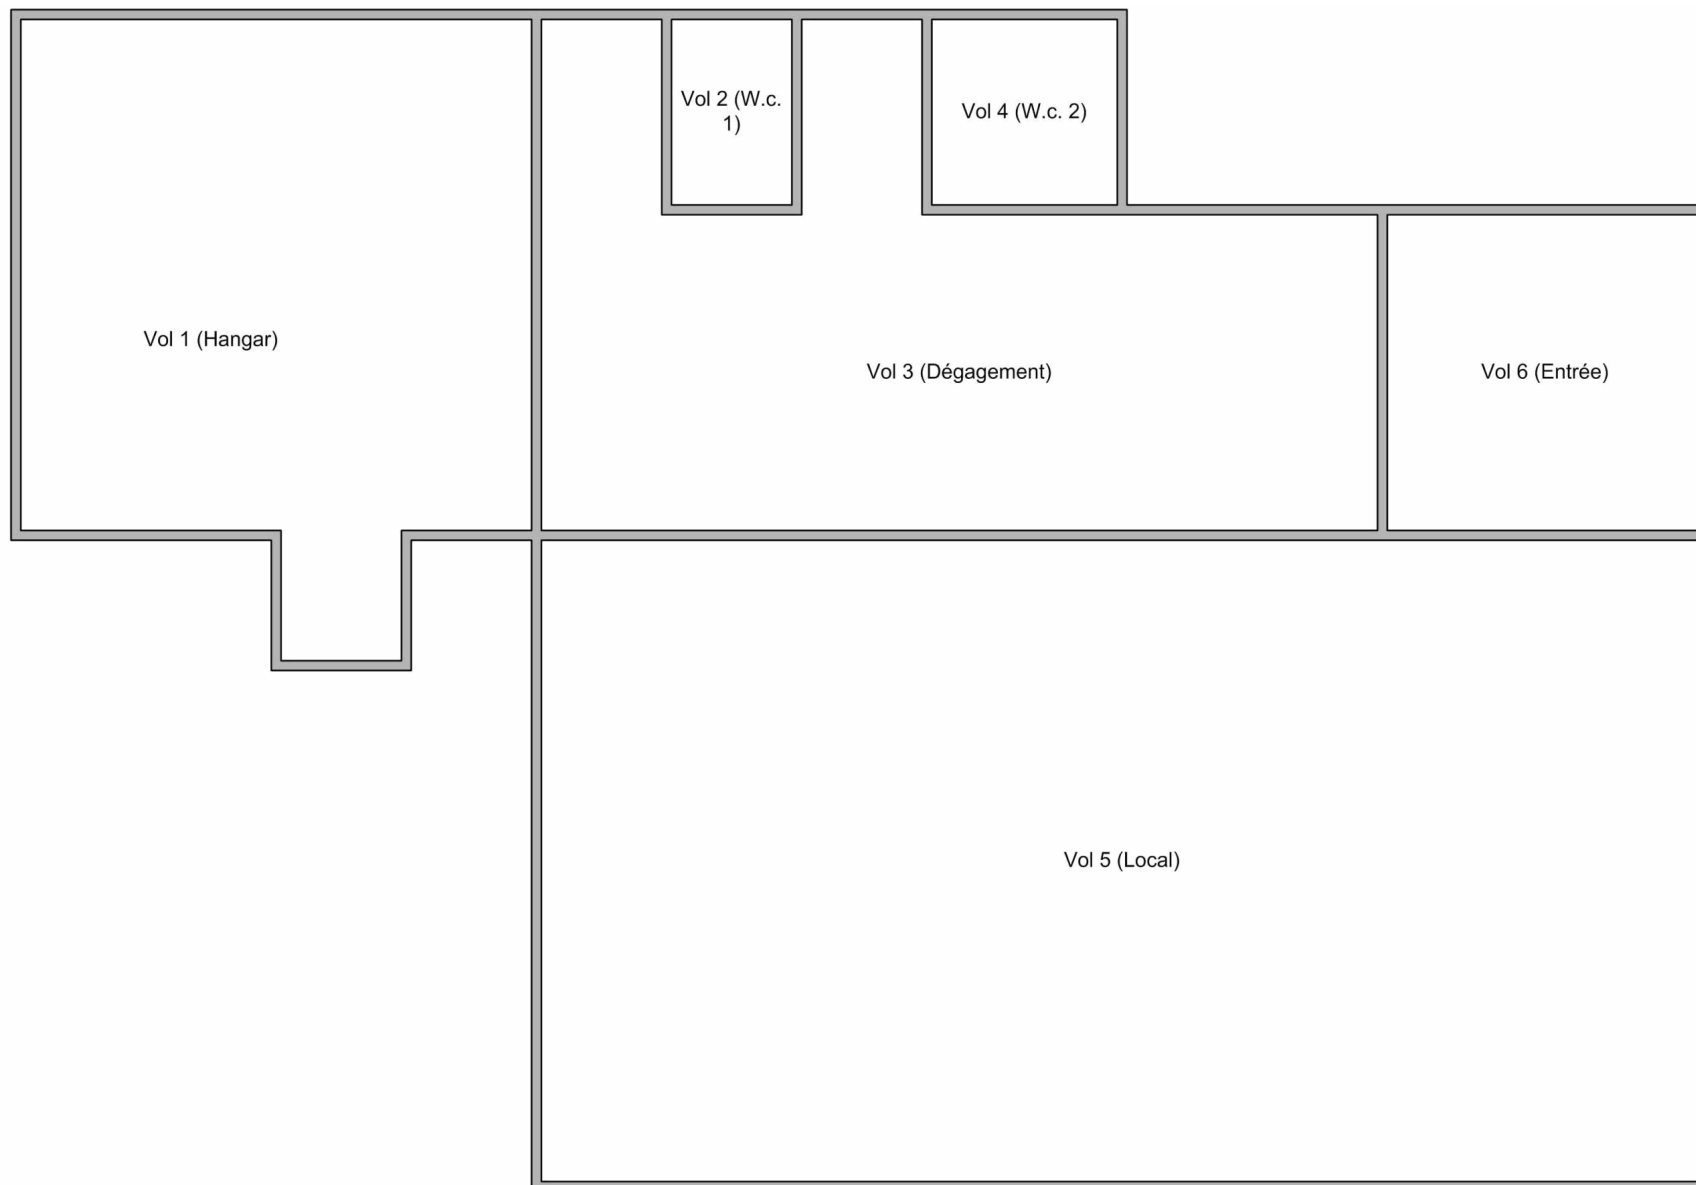 Vol 2 (W.c.
1)
Vol 4 (W.c. 2)
Vol 1 (Hangar)
Vol 3 (Dégagement)
Vol 6 (Entrée)
Vol 5 (Local)